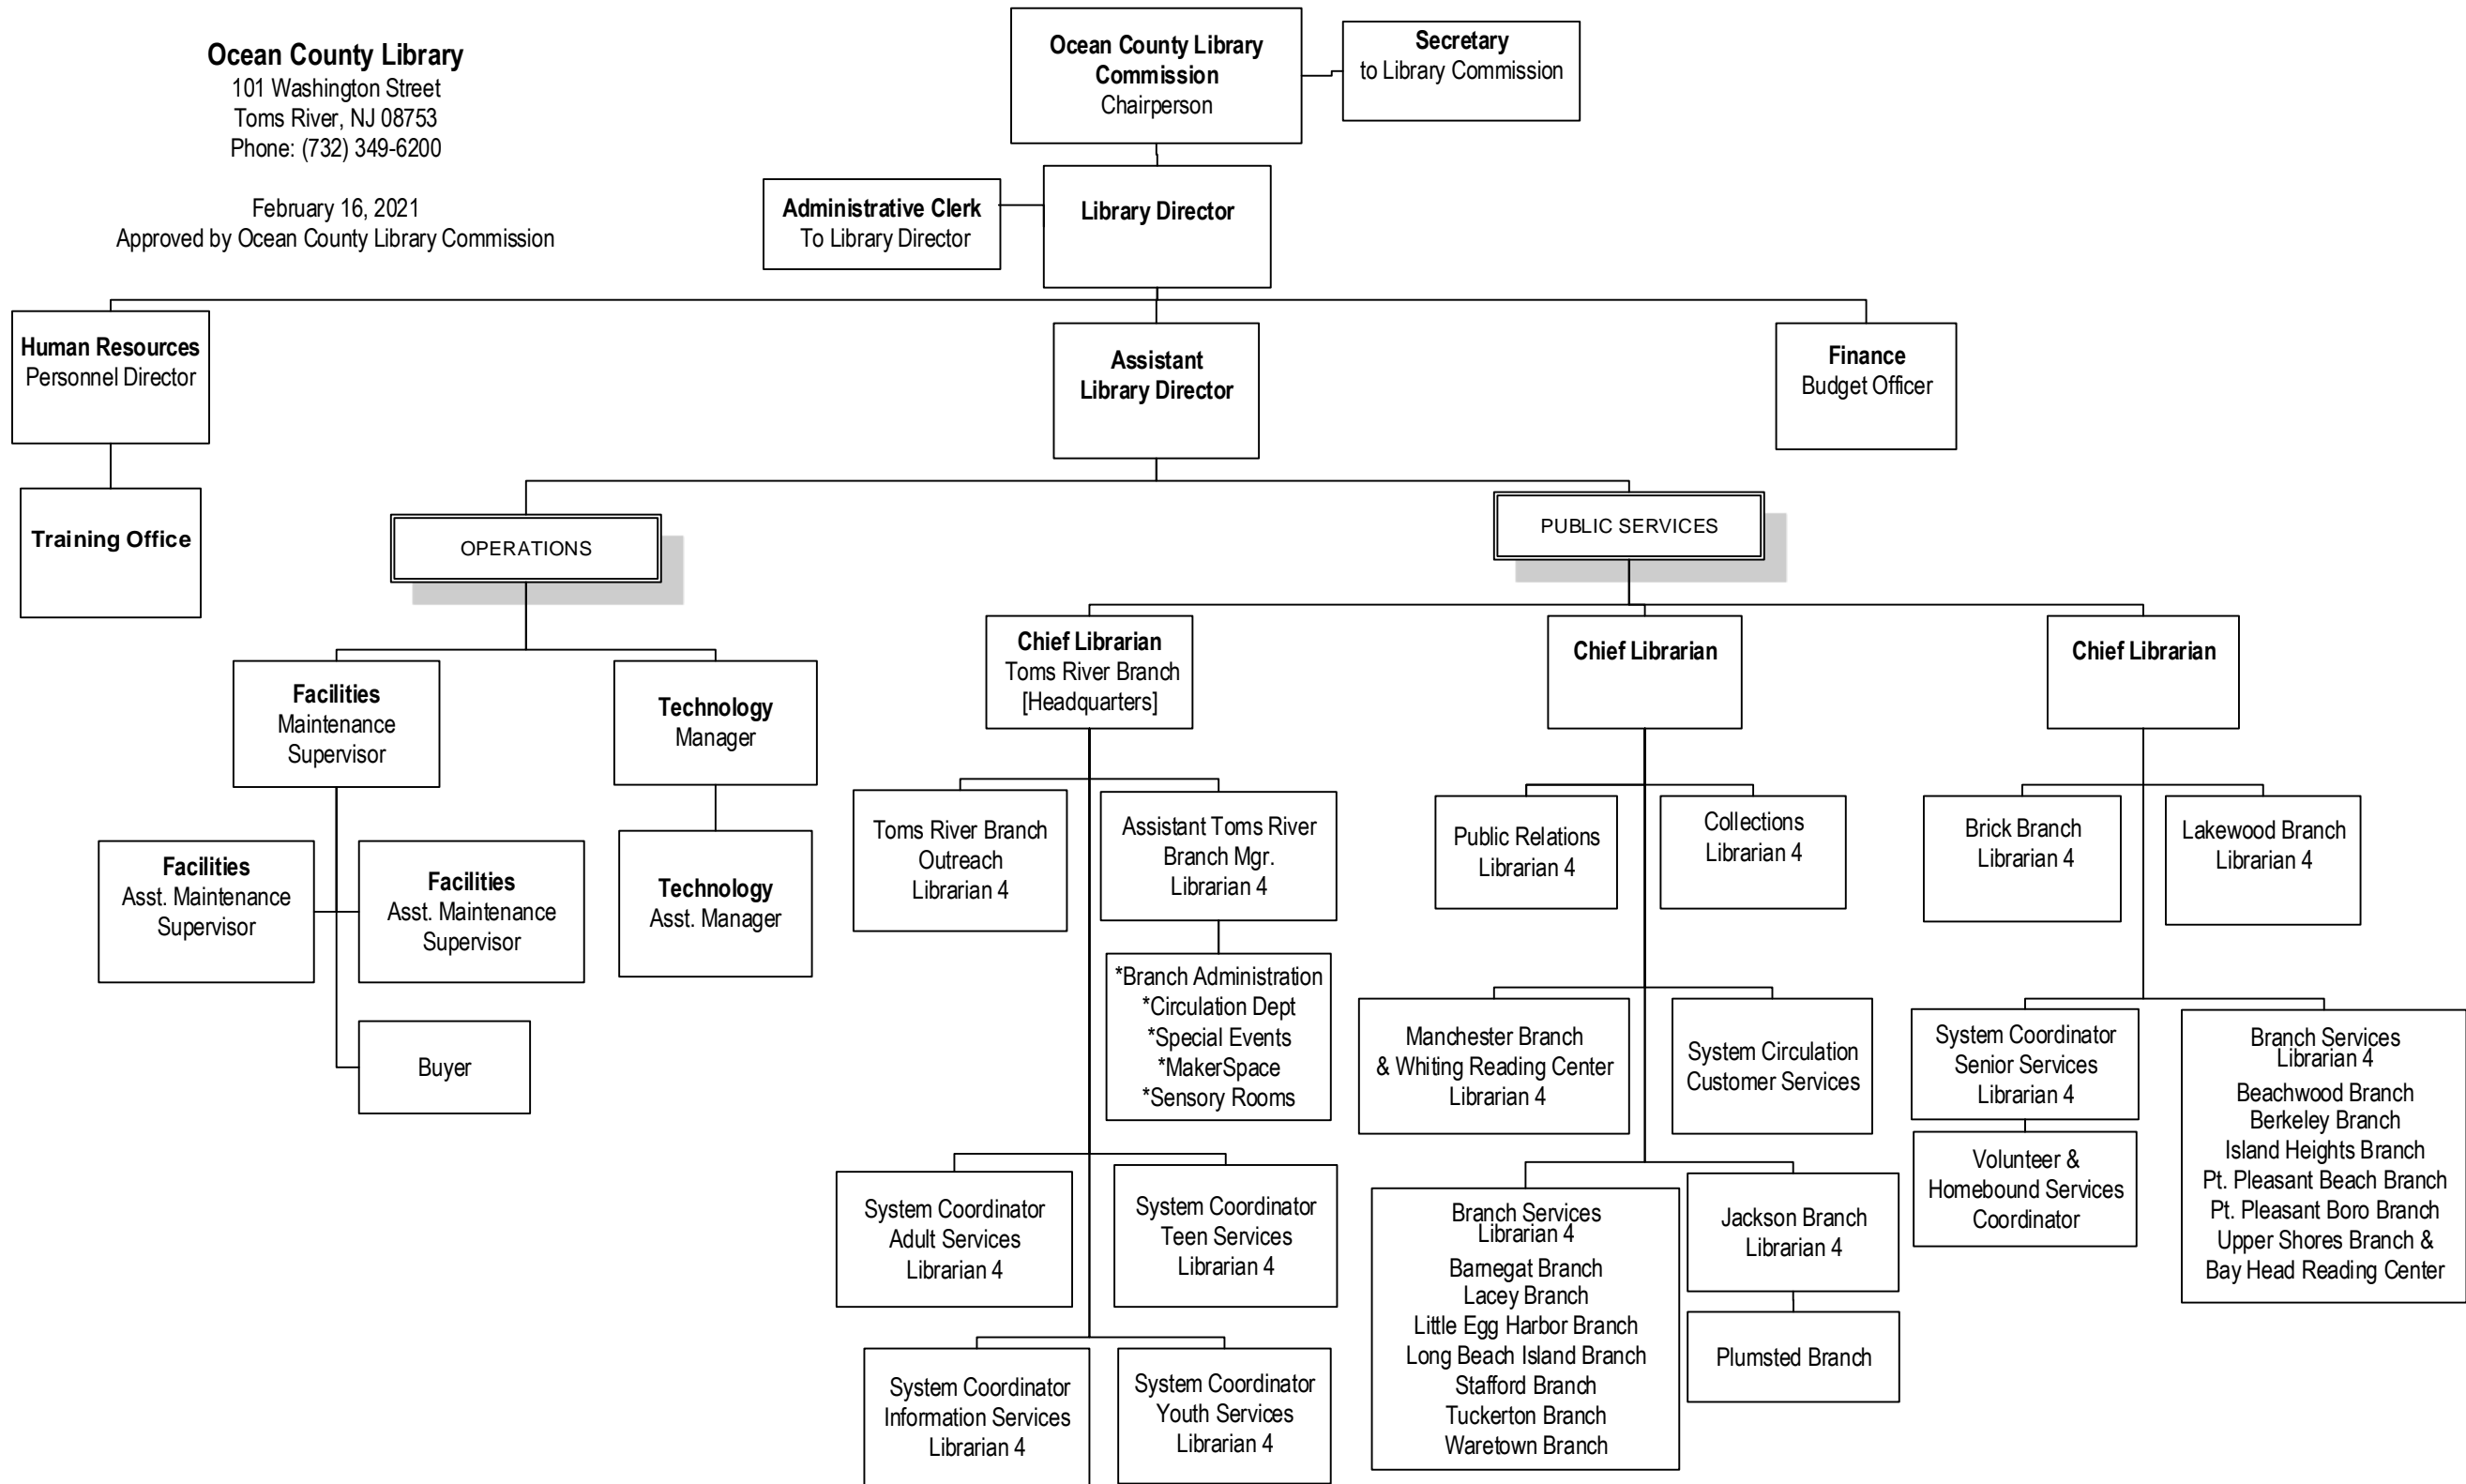 Ocean County Library
101 Washington Street
Toms River, NJ 08753
Phone: (732) 349-6200
February 16, 2021
Approved by Ocean County Library Commission
Ocean County Library
Commission
Chairperson
Secretary
to Library Commission
Administrative Clerk
To Library Director
Library Director
Human Resources
Personnel Director
Assistant
Library Director
Finance
Budget Officer
Training Office
OPERATIONS
PUBLIC SERVICES
Facilities
Maintenance
Supervisor
Technology
Manager
Facilities
Asst. Maintenance
Supervisor
Facilities
Asst. Maintenance
Supervisor
Technology
Asst. Manager
Buyer
Chief Librarian
Toms River Branch
[Headquarters]
Chief Librarian
Chief Librarian
Toms River Branch
Outreach
Librarian 4
Assistant Toms River
Branch Mgr.
Librarian 4
*Branch Administration
*Circulation Dept
*Special Events
*MakerSpace
*Sensory Rooms
System Coordinator
Adult Services
Librarian 4
System Coordinator
Teen Services
Librarian 4
System Coordinator
Information Services
Librarian 4
System Coordinator
Youth Services
Librarian 4
Public Relations
Librarian 4
Collections
Librarian 4
Manchester Branch
& Whiting Reading Center
Librarian 4
System Circulation
Customer Services
Branch Services
Librarian 4
Barnegat Branch
Lacey Branch
Little Egg Harbor Branch
Long Beach Island Branch
Stafford Branch
Tuckerton Branch
Waretown Branch
Jackson Branch
Librarian 4
Plumsted Branch
Brick Branch
Librarian 4
Lakewood Branch
Librarian 4
System Coordinator
Senior Services
Librarian 4
Volunteer &
Homebound Services
Coordinator
Branch Services
Librarian 4
Beachwood Branch
Berkeley Branch
Island Heights Branch
Pt. Pleasant Beach Branch
Pt. Pleasant Boro Branch
Upper Shores Branch &
Bay Head Reading Center